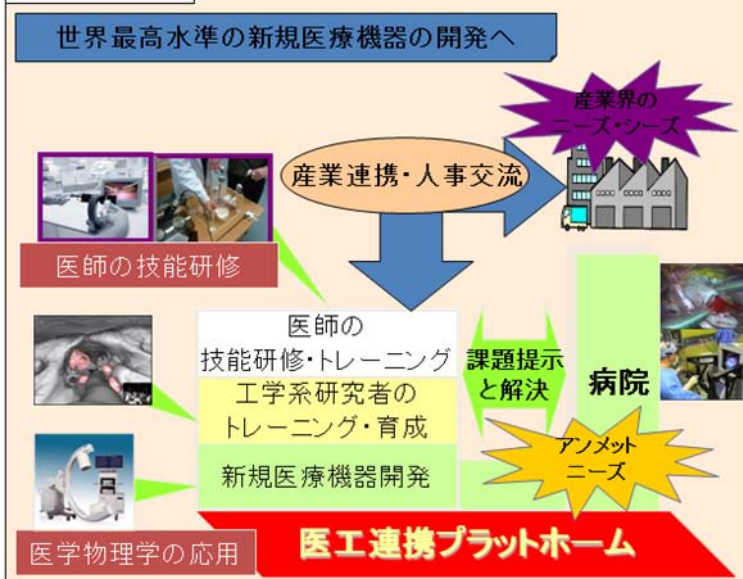 世界最高水準の新規医療機器の開発へ
産業界の
ニーズ・シーズ
産業連携・人事交流
医師の技能研修
医師の
技能研修・トレーニング
工学系研究者の
トレーニング・育成
新規医療機器開発
課題提示
と解決
病院
アンメット
ニーズ
医学物理学の応用
医工連携プラットホーム